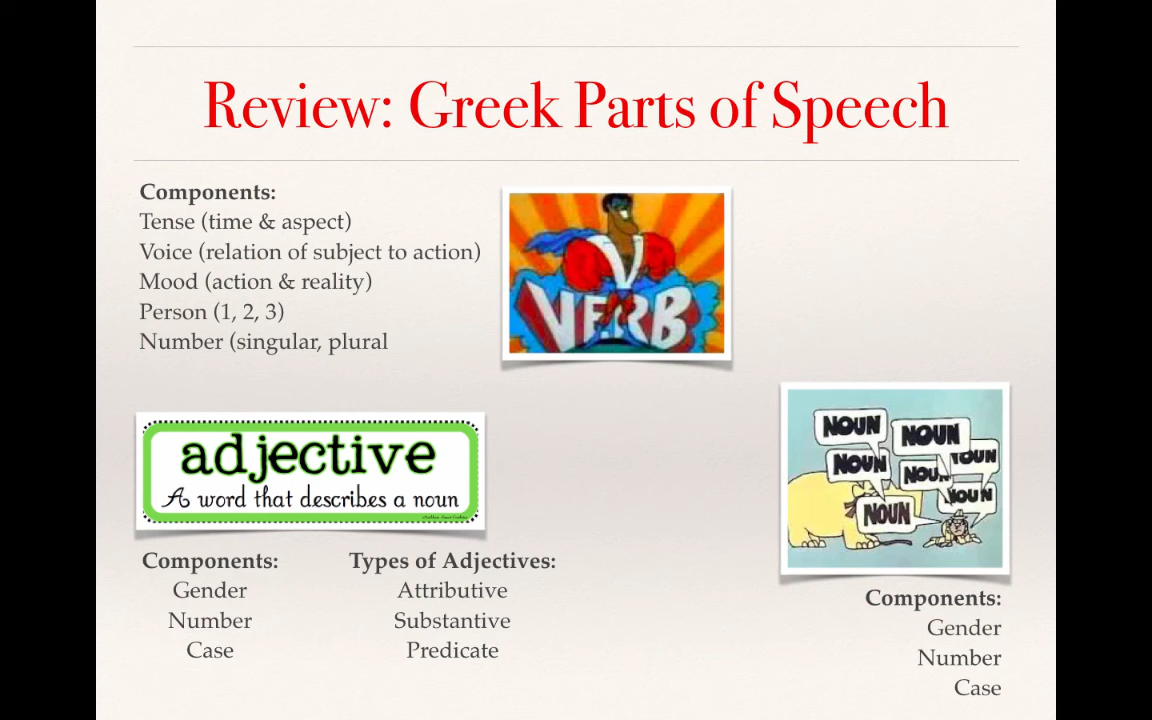 Review: Greek Parts of Speech
Components:
Tense (time & aspect)
Voice (relation of subject to action)
Mood (action & reality)
Person (1, 2, 3)
Number (singular, plural
V
VERB
adjective
A word that describes a noun
Components:
Gender
Number
Case
Types of Adjectives:
Attributive
Substantive
Predicate
NOUN
NOUN
NOUN
NOUN
NOUN
NOUN
NOUN
Components:
Gender
Number
Case